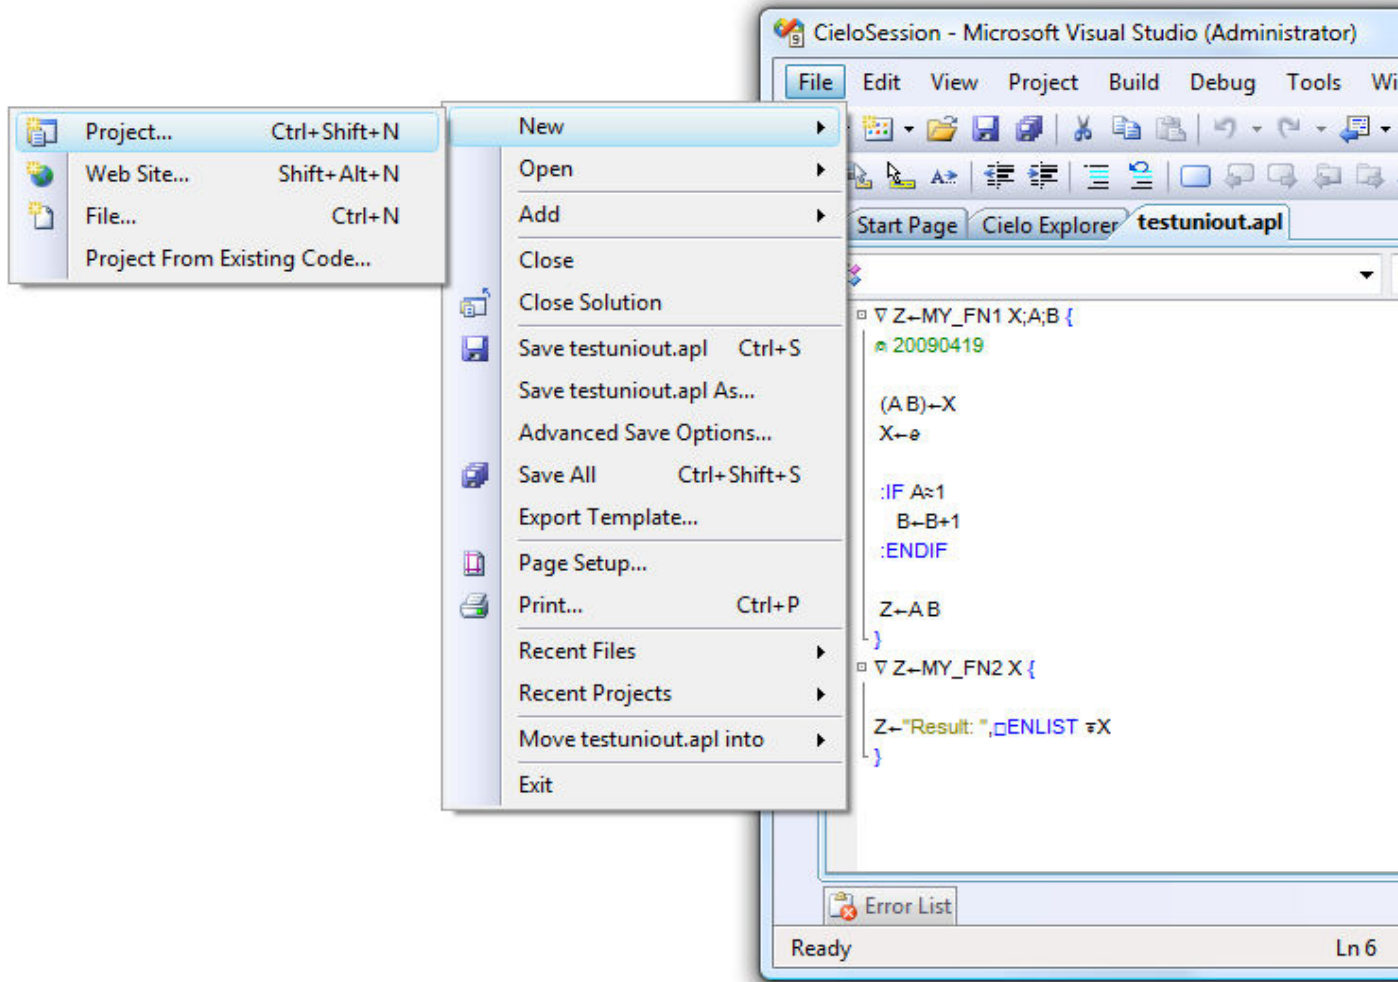 CieloSession - Microsoft Visual Studio (Administrator)
File Edit View Project Build Debug Tools Wi
Project... Ctrl+Shift+N
Web Site... Shift+Alt+N
File... Ctrl+N
Project From Existing Code...
New
Open
Add
Close
Close Solution
Save testuniout.apl Ctrl+S
Save testuniout.apl As...
Advanced Save Options...
Save All Ctrl+Shift+S
Export Template...
Page Setup...
Print... Ctrl+P
Recent Files
Recent Projects
Move testuniout.apl into
Exit
Start Page Cielo Explorer testuniout.apl
∇ Z←MY_FN1 X;A;B {
⍝ 20090419
(A B)←X
X←⍬
:IF A≈1
B←B+1
:ENDIF
Z←A B
}
∇ Z←MY_FN2 X {
Z←"Result: ",⎕ENLIST ⍕X
}
Error List
Ready Ln 6